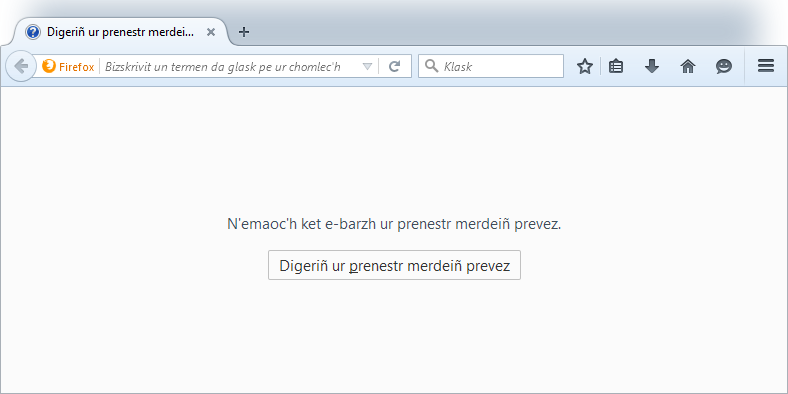 Digeriñ ur prenestr merdei...
Firefox
Bizskrivit un termen da glask pe ur chomlec'h
Klask
N'emaoc'h ket e-barzh ur prenestr merdeiñ prevez.
Digeriñ ur prenestr merdeiñ prevez